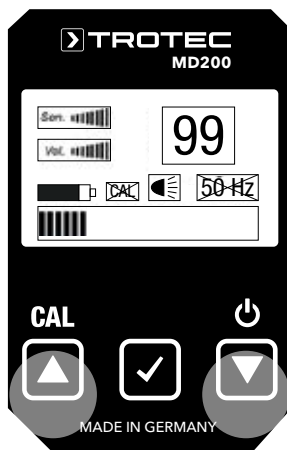 TROTEC
MD200
Sen.
99
Vol.
CAL 50 Hz
CAL
MADE IN GERMANY